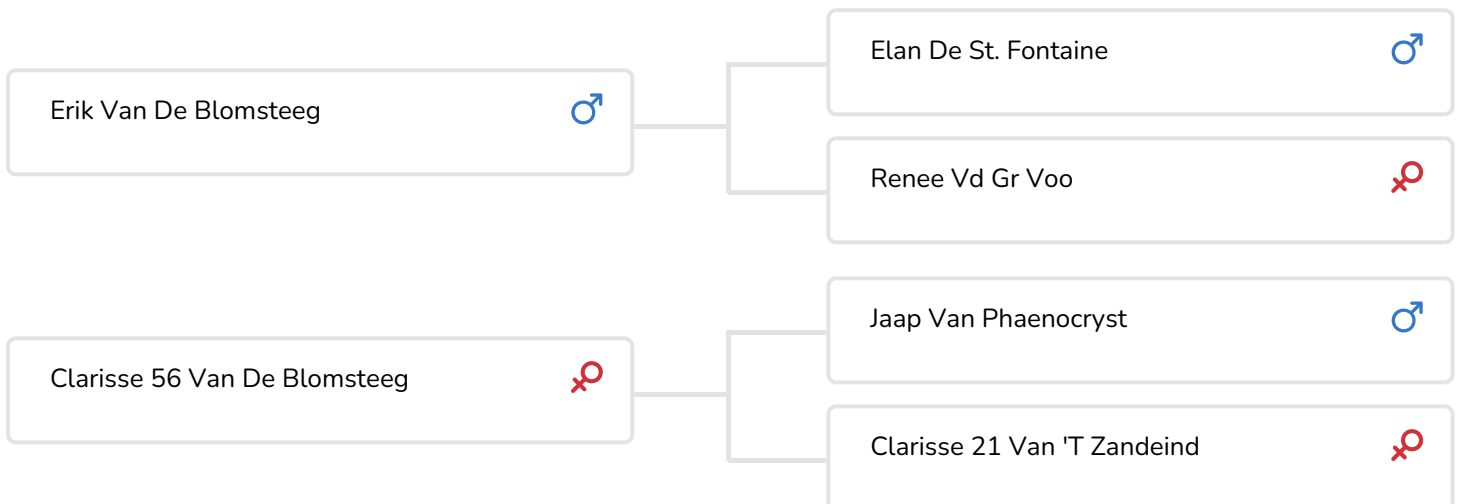 Elan De St. Fontaine
Erik Van De Blomsteeg
Renee Vd Gr Voo
Jaap Van Phaenocryst
Clarisse 56 Van De Blomsteeg
Clarisse 21 Van 'T Zandeind